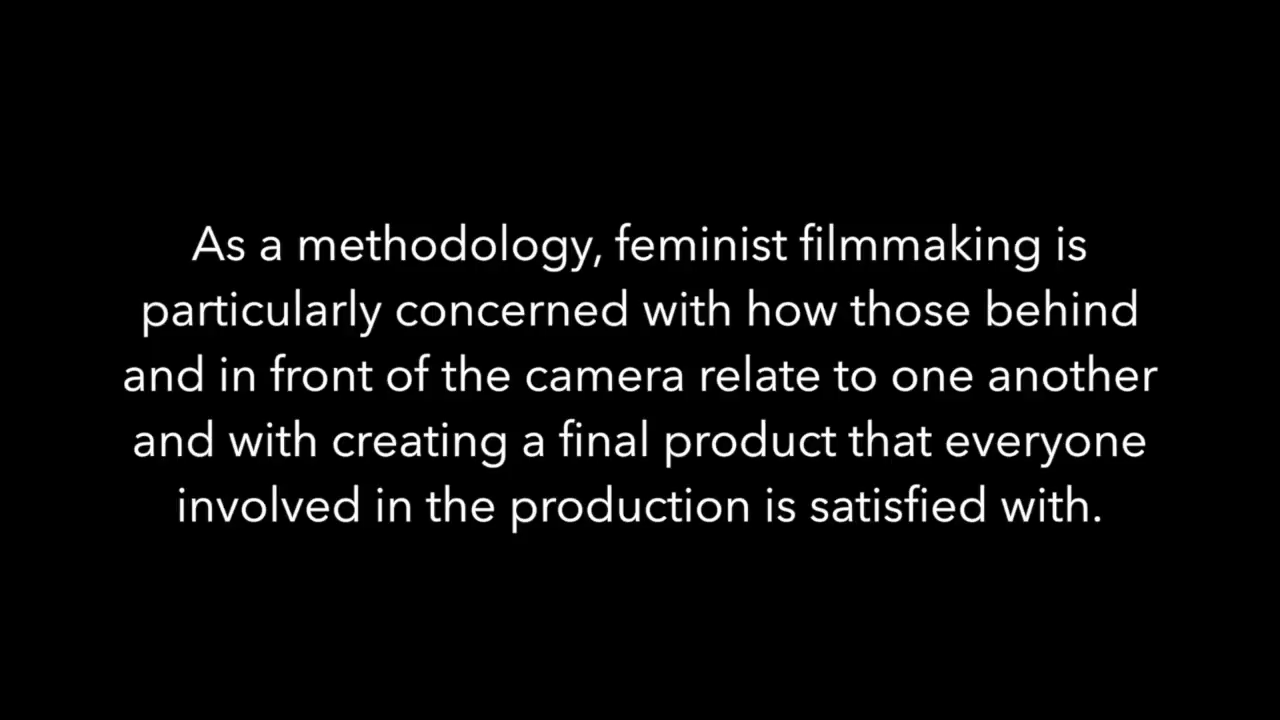 As a methodology, feminist filmmaking is
particularly concerned with how those behind
and in front of the camera relate to one another
and with creating a final product that everyone
involved in the production is satisfied with.